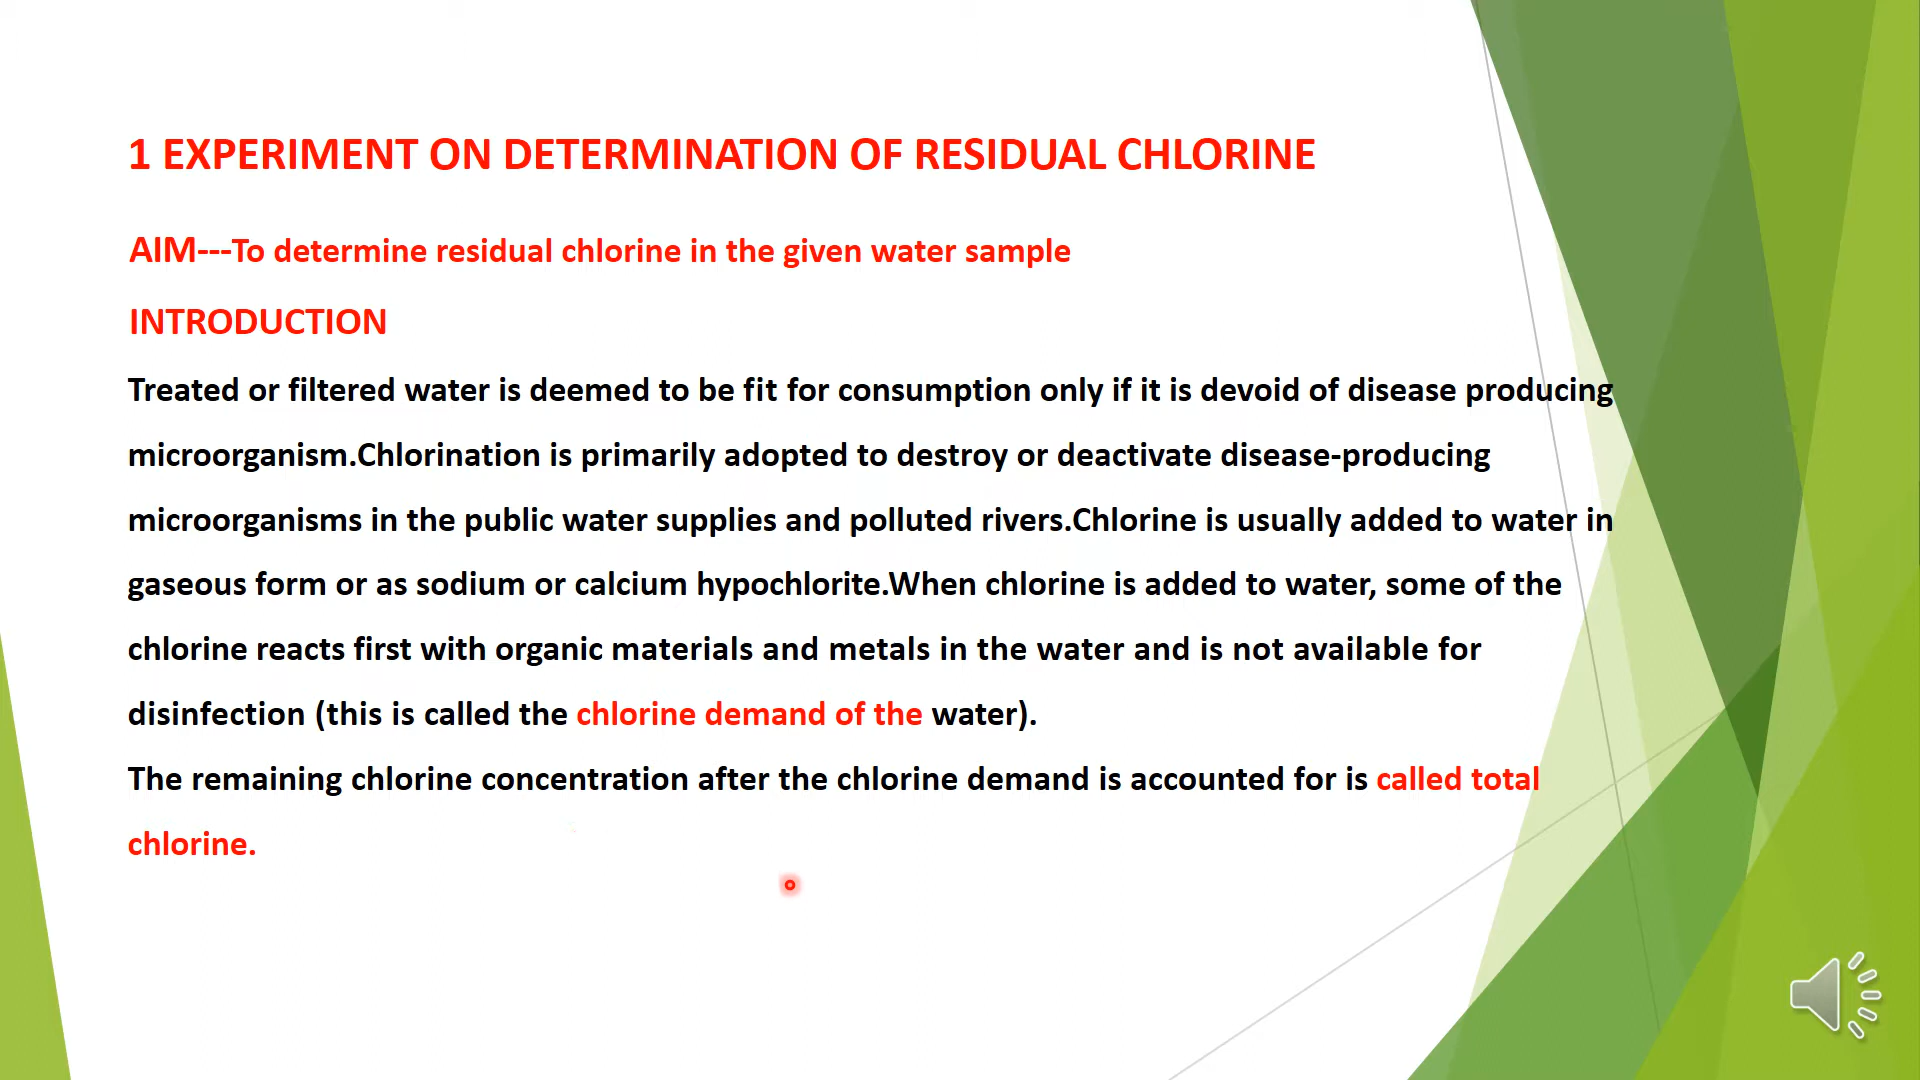 1 EXPERIMENT ON DETERMINATION OF RESIDUAL CHLORINE
AIM---To determine residual chlorine in the given water sample
INTRODUCTION
Treated or filtered water is deemed to be fit for consumption only if it is devoid of disease producing
microorganism.Chlorination is primarily adopted to destroy or deactivate disease-producing
microorganisms in the public water supplies and polluted rivers.Chlorine is usually added to water in
gaseous form or as sodium or calcium hypochlorite.When chlorine is added to water, some of the
chlorine reacts first with organic materials and metals in the water and is not available for
disinfection (this is called the chlorine demand of the water).
The remaining chlorine concentration after the chlorine demand is accounted for is called total
chlorine.